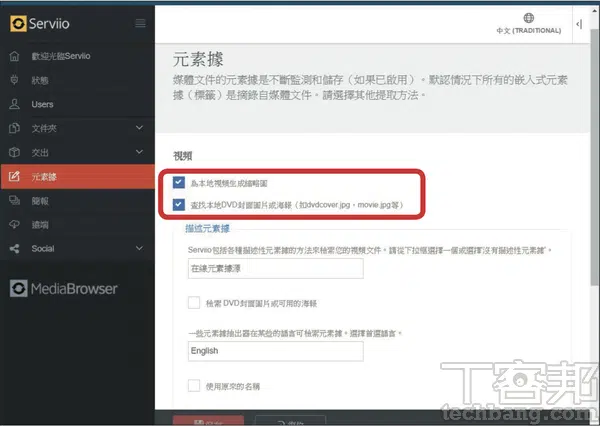 Serviio
中文 (TRADITIONAL)
歡迎光臨Serviio
狀態
Users
文件夾
交出
元素據
簡報
遠端
Social
MediaBrowser
元素據
媒體文件的元素據是不斷監測和儲存（如果已啟用）。默認情況下所有的嵌入式元素
據（標籤）是摘錄自媒體文件。請選擇其他提取方法。
視頻
為本地視頻生成縮略圖
查找本地DVD封面圖片或海報（如dvdcover.jpg，movie.jpg等）
描述元素據
Serviio包括各種描述性元素據的方法來檢索您的視頻文件。請從下拉框選擇一個或選擇"沒有描述性元素據"。
在線元素據源
檢索 DVD封面圖片或可用的海報
一些元素抽出器在某些的語言可檢索元素據。選擇首選語言。
English
使用原來的名稱
T客邦
techbang.com